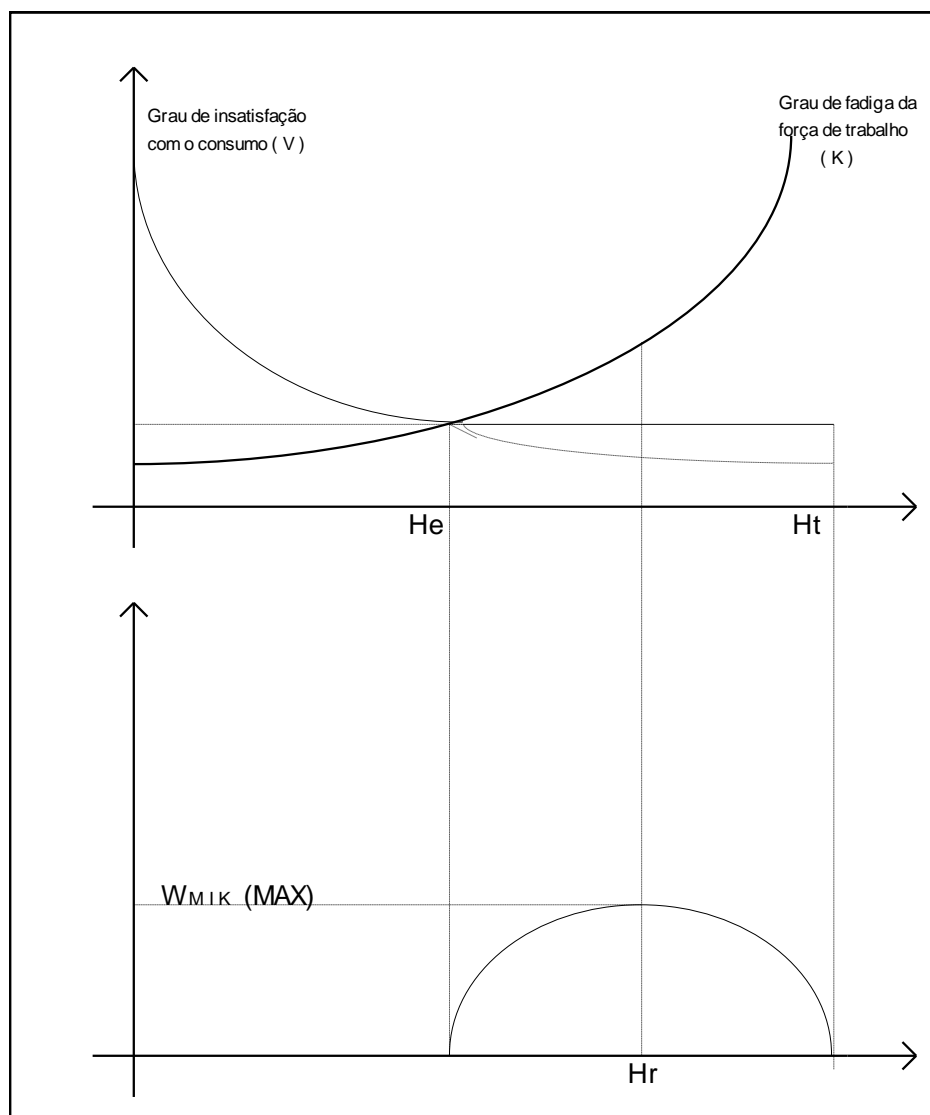 Grau de insatisfação
com o consumo ( V )
Grau de fadiga da
força de trabalho
( K )
He
Ht
WMIK (MAX)
Hr